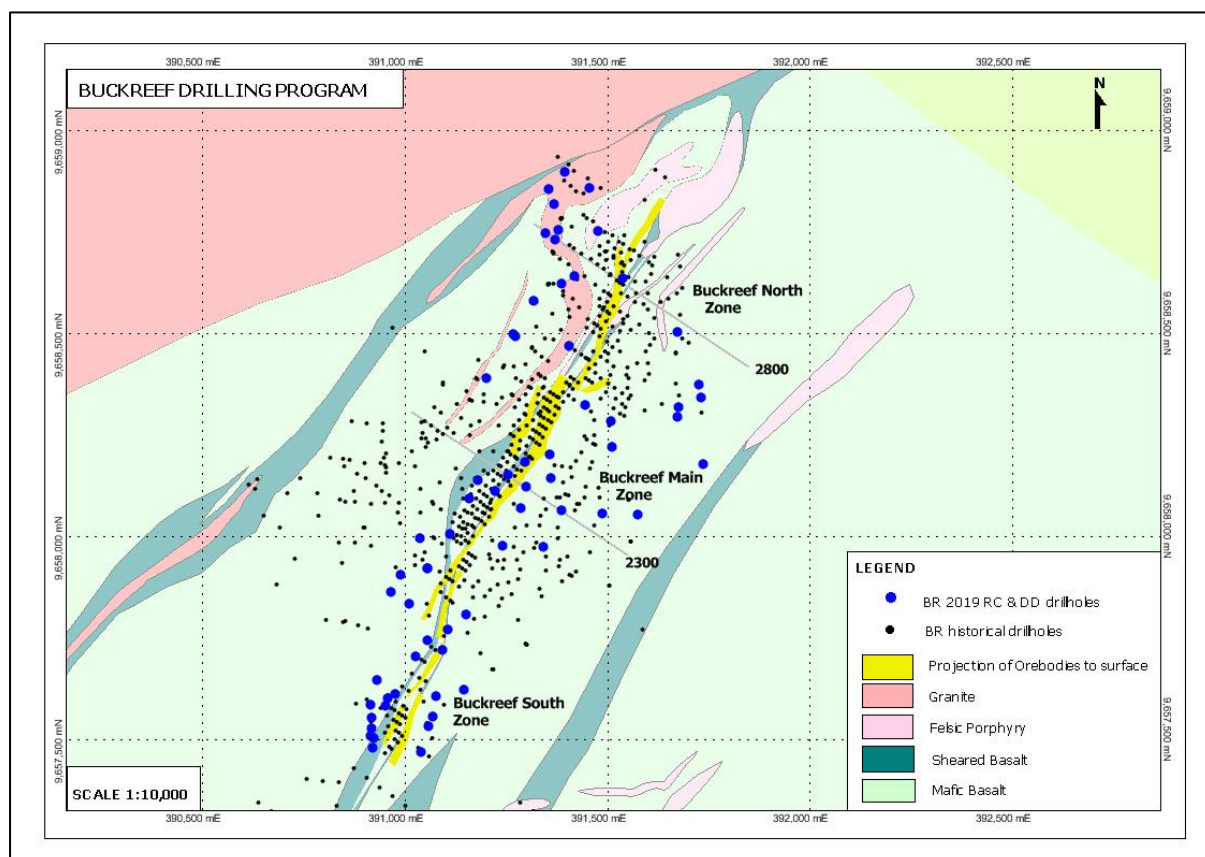 390,500 mE
391,000 mE
391,500 mE
392,000 mE
392,500 mE
BUCKREEF DRILLING PROGRAM
N
9,659,000 mN
9,659,000 mN
Buckreef North
Zone
9,658,500 mN
9,658,500 mN
2800
Buckreef Main
Zone
9,658,000 mN
9,658,000 mN
2300
LEGEND
BR 2019 RC & DD drillholes
BR historical drillholes
Projection of Orebodies to surface
Granite
Felsic Porphyry
Sheared Basalt
Mafic Basalt
Buckreef South
Zone
9,657,500 mN
9,657,500 mN
SCALE 1:10,000
390,500 mE
391,000 mE
391,500 mE
392,000 mE
392,500 mE